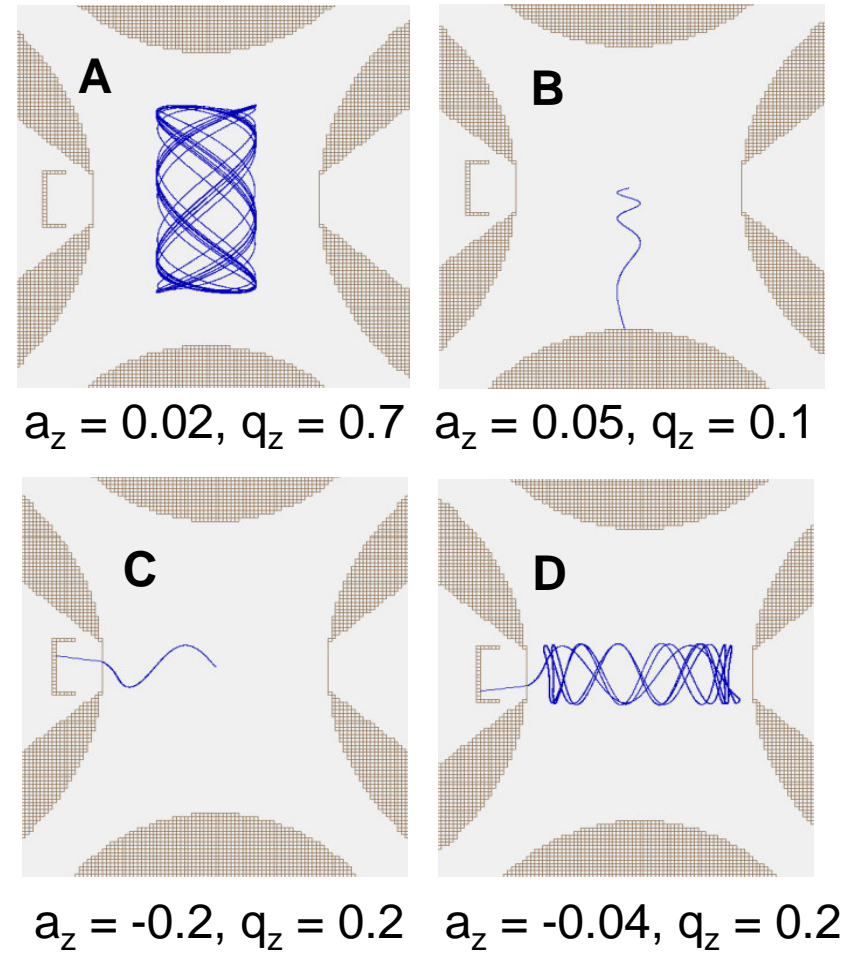 A
B
a_z = 0.02, q_z = 0.7
a_z = 0.05, q_z = 0.1
C
D
a_z = -0.2, q_z = 0.2
a_z = -0.04, q_z = 0.2